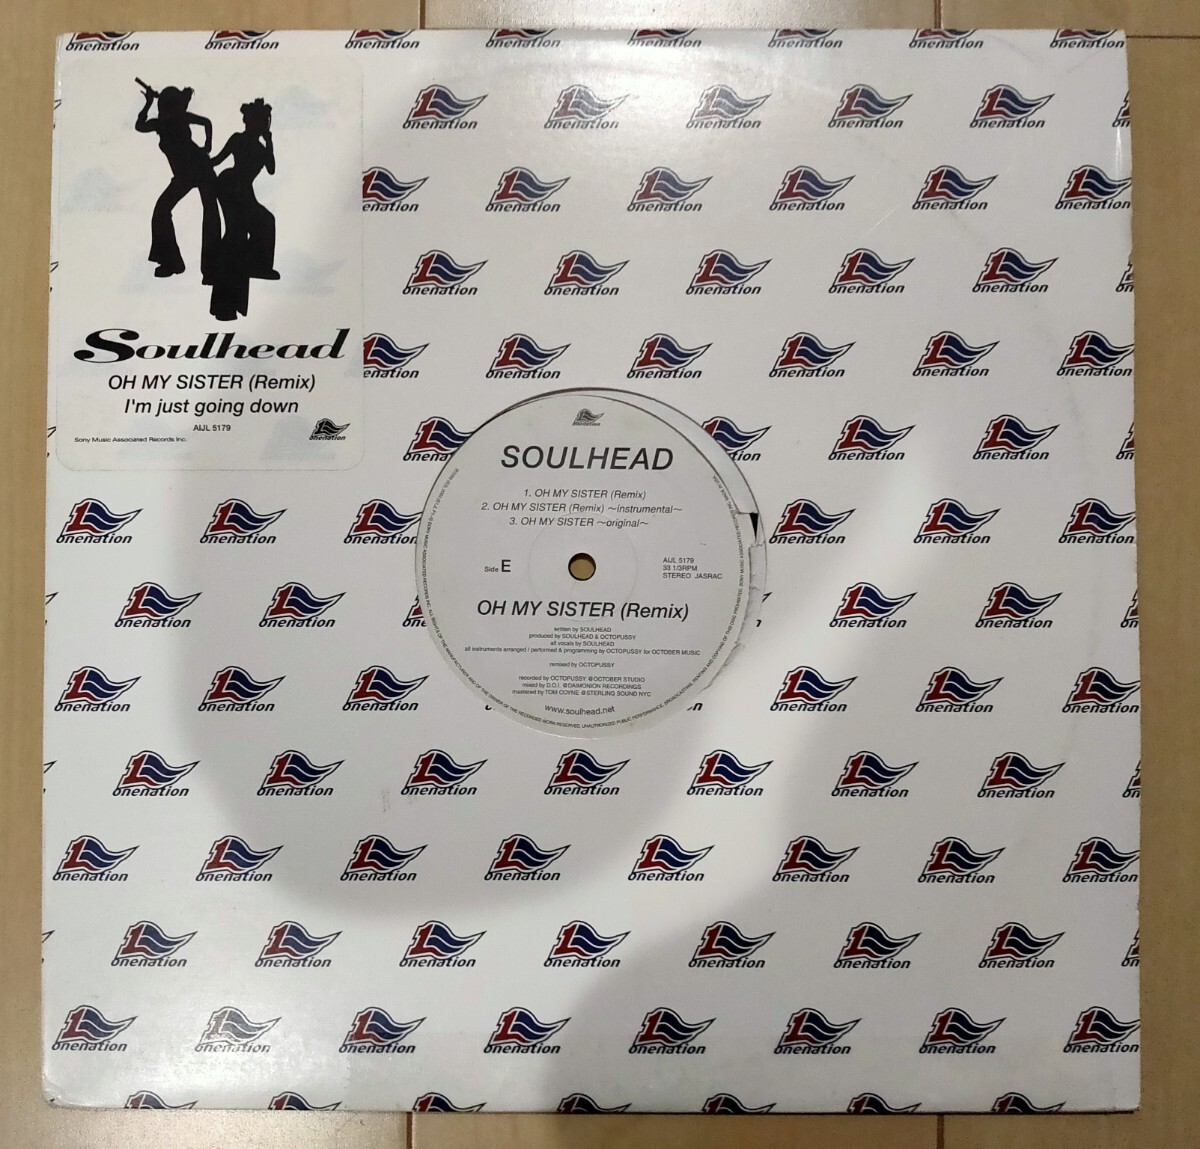 Soulhead
OH MY SISTER (Remix)
I'm just going down
AIJL 5179
Sony Music Associated Records Inc.
onenation
onenation
SOULHEAD
1. OH MY SISTER (Remix)
2. OH MY SISTER (Remix) ～instrumental～
3. OH MY SISTER ～original～
Side E
AIJL 5179
33 1/3RPM
STEREO JASRAC
OH MY SISTER (Remix)
written by SOULHEAD
produced by SOULHEAD & OCTOPUSSY
all vocals by SOULHEAD
all instruments arranged / performed & programming by OCTOPUSSY for OCTOBER MUSIC
remixed by OCTOPUSSY
recorded by OCTOPUSSY @OCTOBER STUDIO
mixed by D.O.I. @DAIMONION RECORDINGS
mastered by TOM COYNE @STERLING SOUND NYC
www.soulhead.net